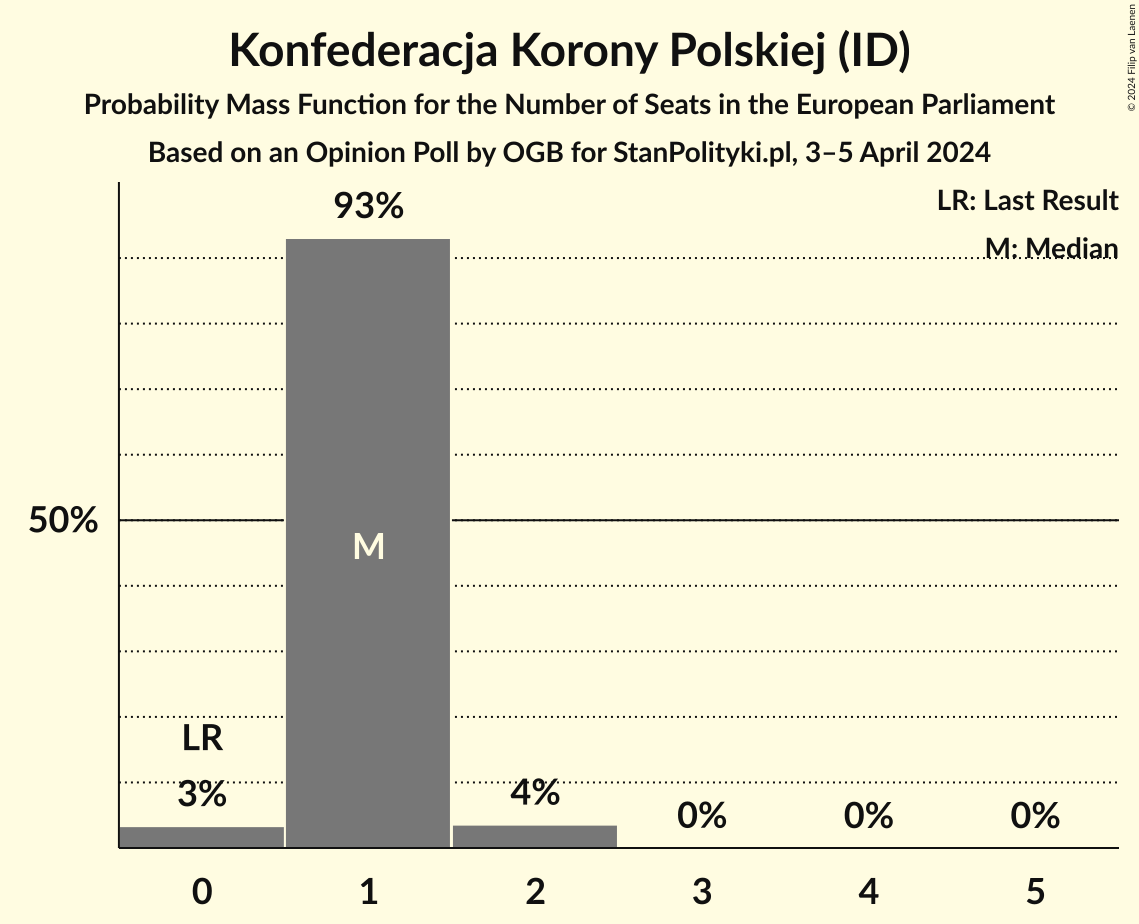 Konfederacja Korony Polskiej (ID)
Probability Mass Function for the Number of Seats in the European Parliament
Based on an Opinion Poll by OGB for StanPolityki.pl, 3–5 April 2024
© 2024 Filip van Laenen
LR: Last Result
M: Median
93%
50%
M
LR
3%
4%
0%
0%
0%
0
1
2
3
4
5